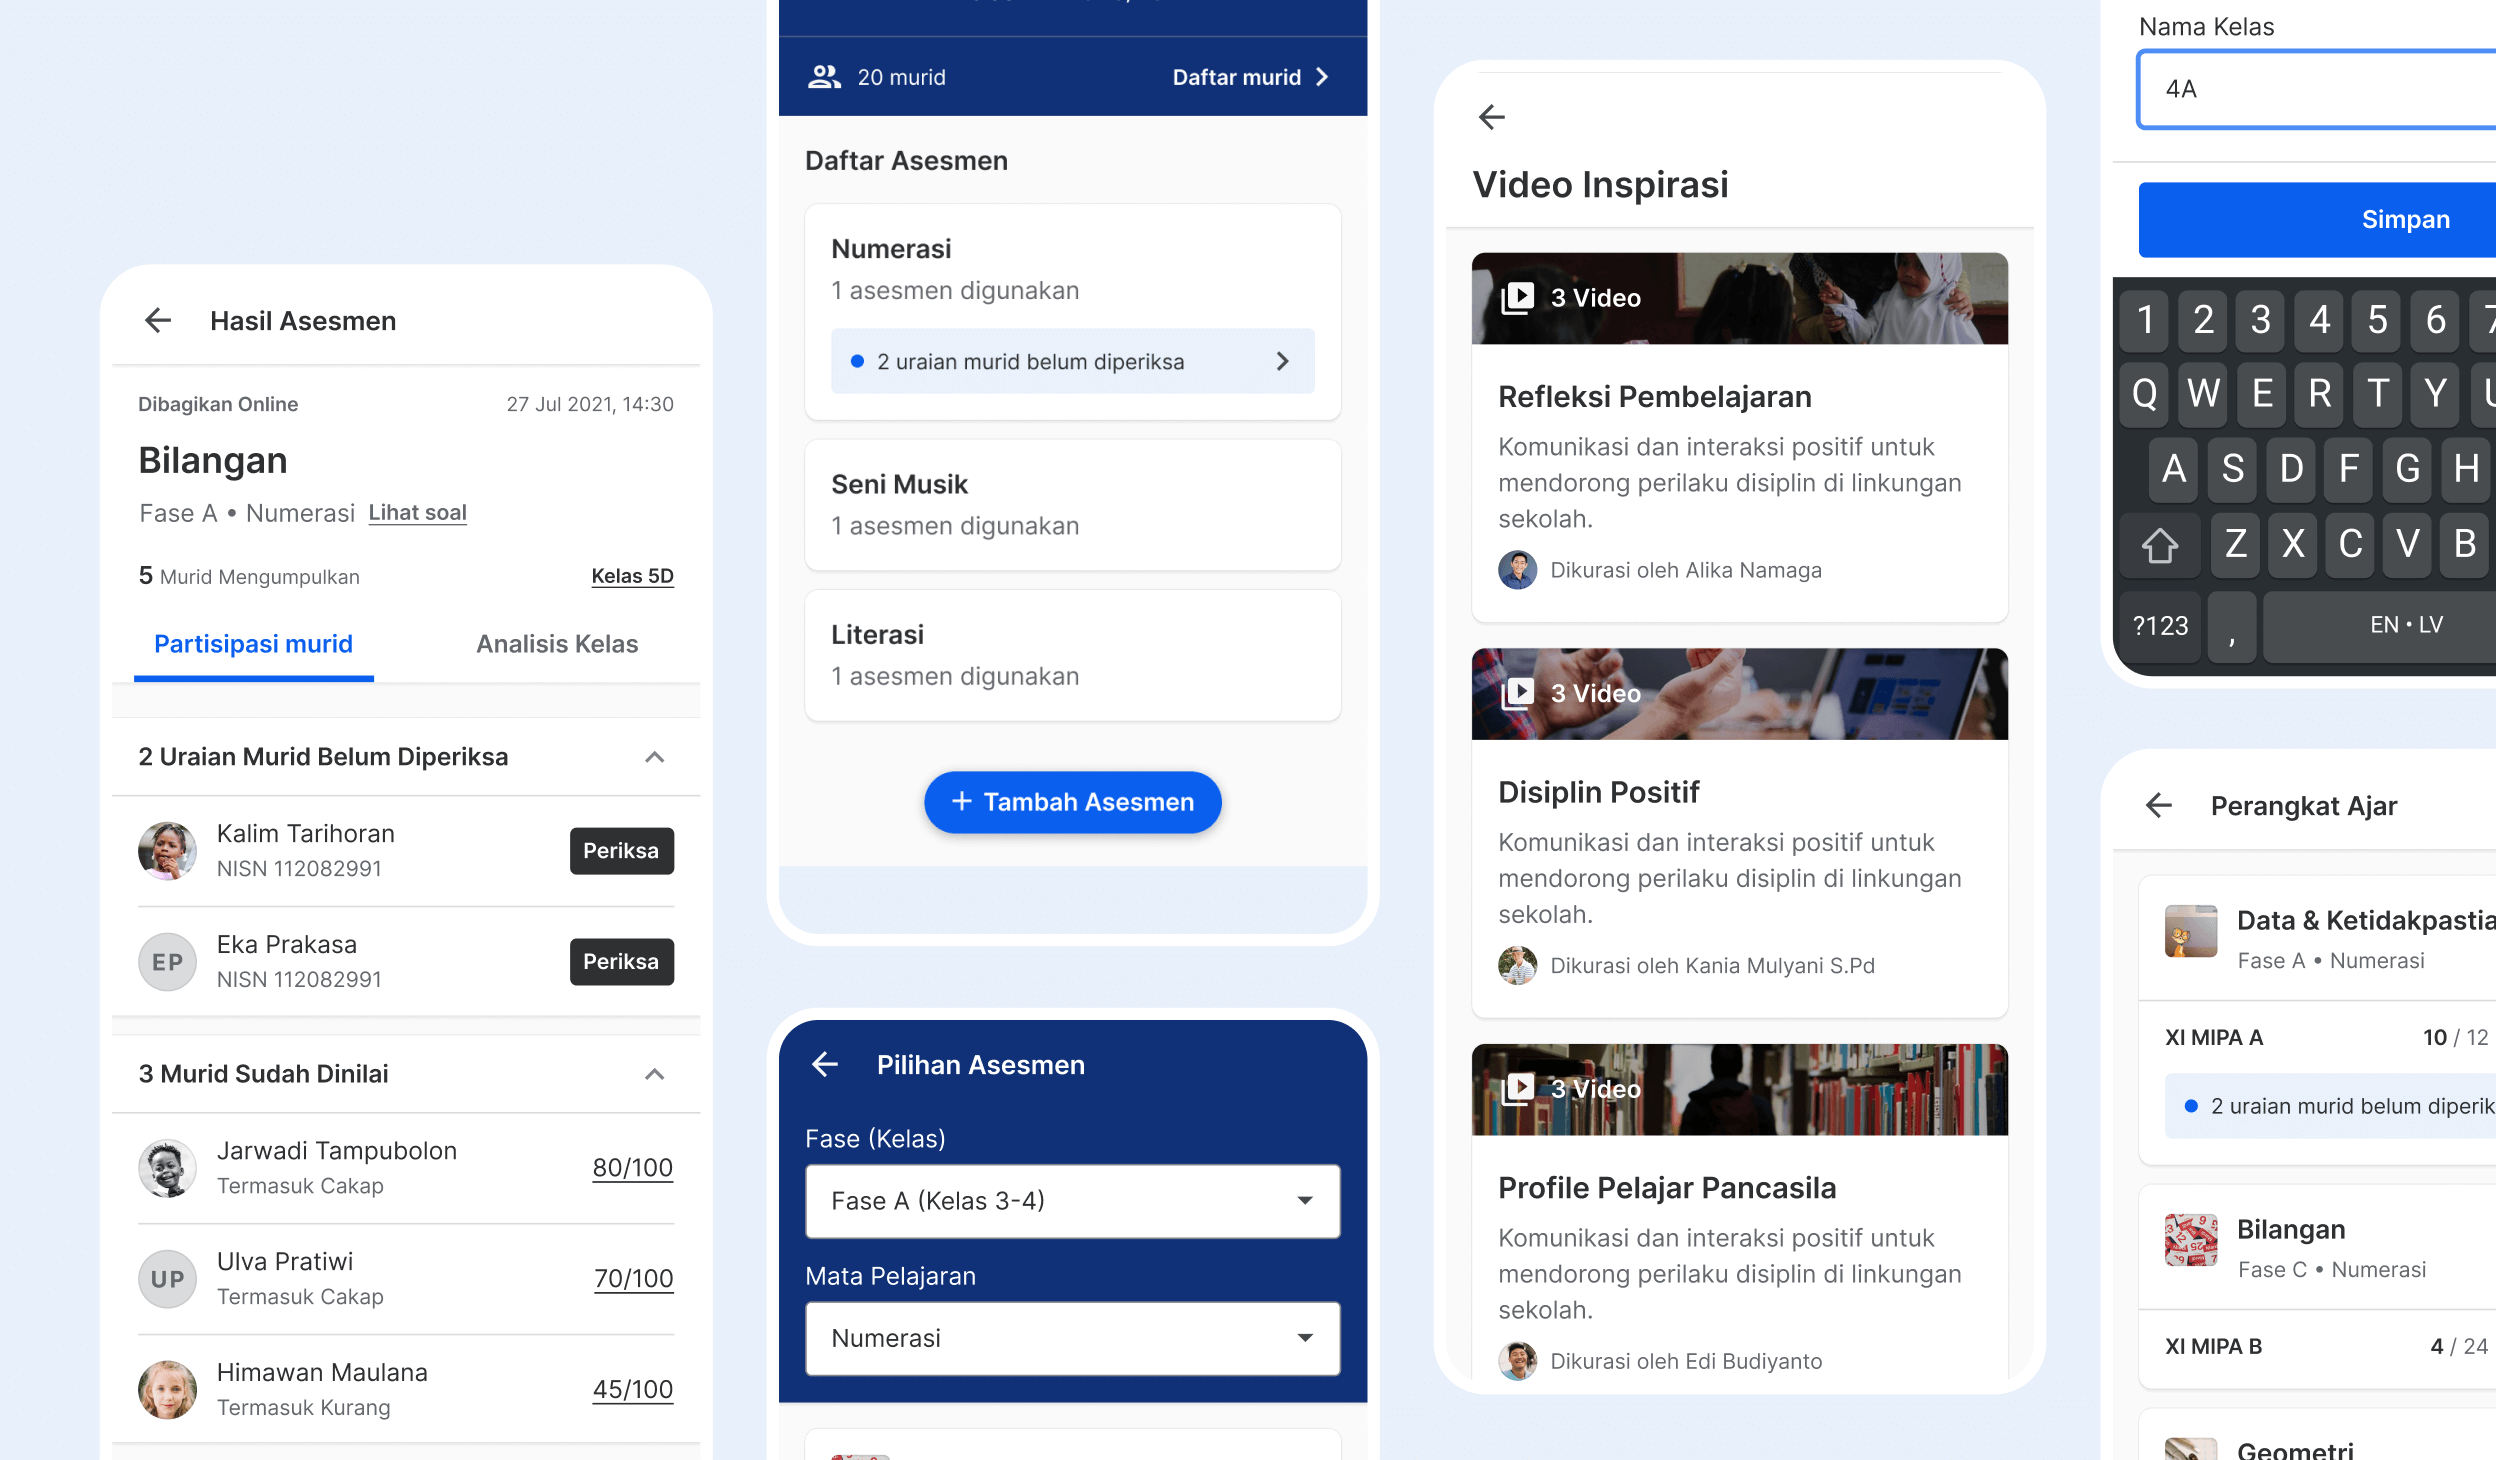 Hasil Asesmen
Dibagikan Online
27 Jul 2021, 14:30
Bilangan
Fase A • Numerasi Lihat soal
5 Murid Mengumpulkan
Kelas 5D
Partisipasi murid
Analisis Kelas
2 Uraian Murid Belum Diperiksa
Kalim Tarihoran
NISN 112082991
Periksa
EP
Eka Prakasa
NISN 112082991
Periksa
3 Murid Sudah Dinilai
Jarwadi Tampubolon
Termasuk Cakap
80/100
UP
Ulva Pratiwi
Termasuk Cakap
70/100
Himawan Maulana
Termasuk Kurang
45/100
20 murid
Daftar murid
Daftar Asesmen
Numerasi
1 asesmen digunakan
2 uraian murid belum diperiksa
Seni Musik
1 asesmen digunakan
Literasi
1 asesmen digunakan
+ Tambah Asesmen
Pilihan Asesmen
Fase (Kelas)
Fase A (Kelas 3-4)
Mata Pelajaran
Numerasi
Video Inspirasi
3 Video
Refleksi Pembelajaran
Komunikasi dan interaksi positif untuk
mendorong perilaku disiplin di linkungan
sekolah.
Dikurasi oleh Alika Namaga
3 Video
Disiplin Positif
Komunikasi dan interaksi positif untuk
mendorong perilaku disiplin di linkungan
sekolah.
Dikurasi oleh Kania Mulyani S.Pd
3 Video
Profile Pelajar Pancasila
Komunikasi dan interaksi positif untuk
mendorong perilaku disiplin di linkungan
sekolah.
Dikurasi oleh Edi Budiyanto
Nama Kelas
4A
Simpan
1 2 3 4 5 6 7
Q W E R T Y U
A S D F G H
Z X C V B
?123 , EN • LV
Perangkat Ajar
Data & Ketidakpastia
Fase A • Numerasi
XI MIPA A
10 / 12
2 uraian murid belum diperik
Bilangan
Fase C • Numerasi
XI MIPA B
4 / 24
Geometri